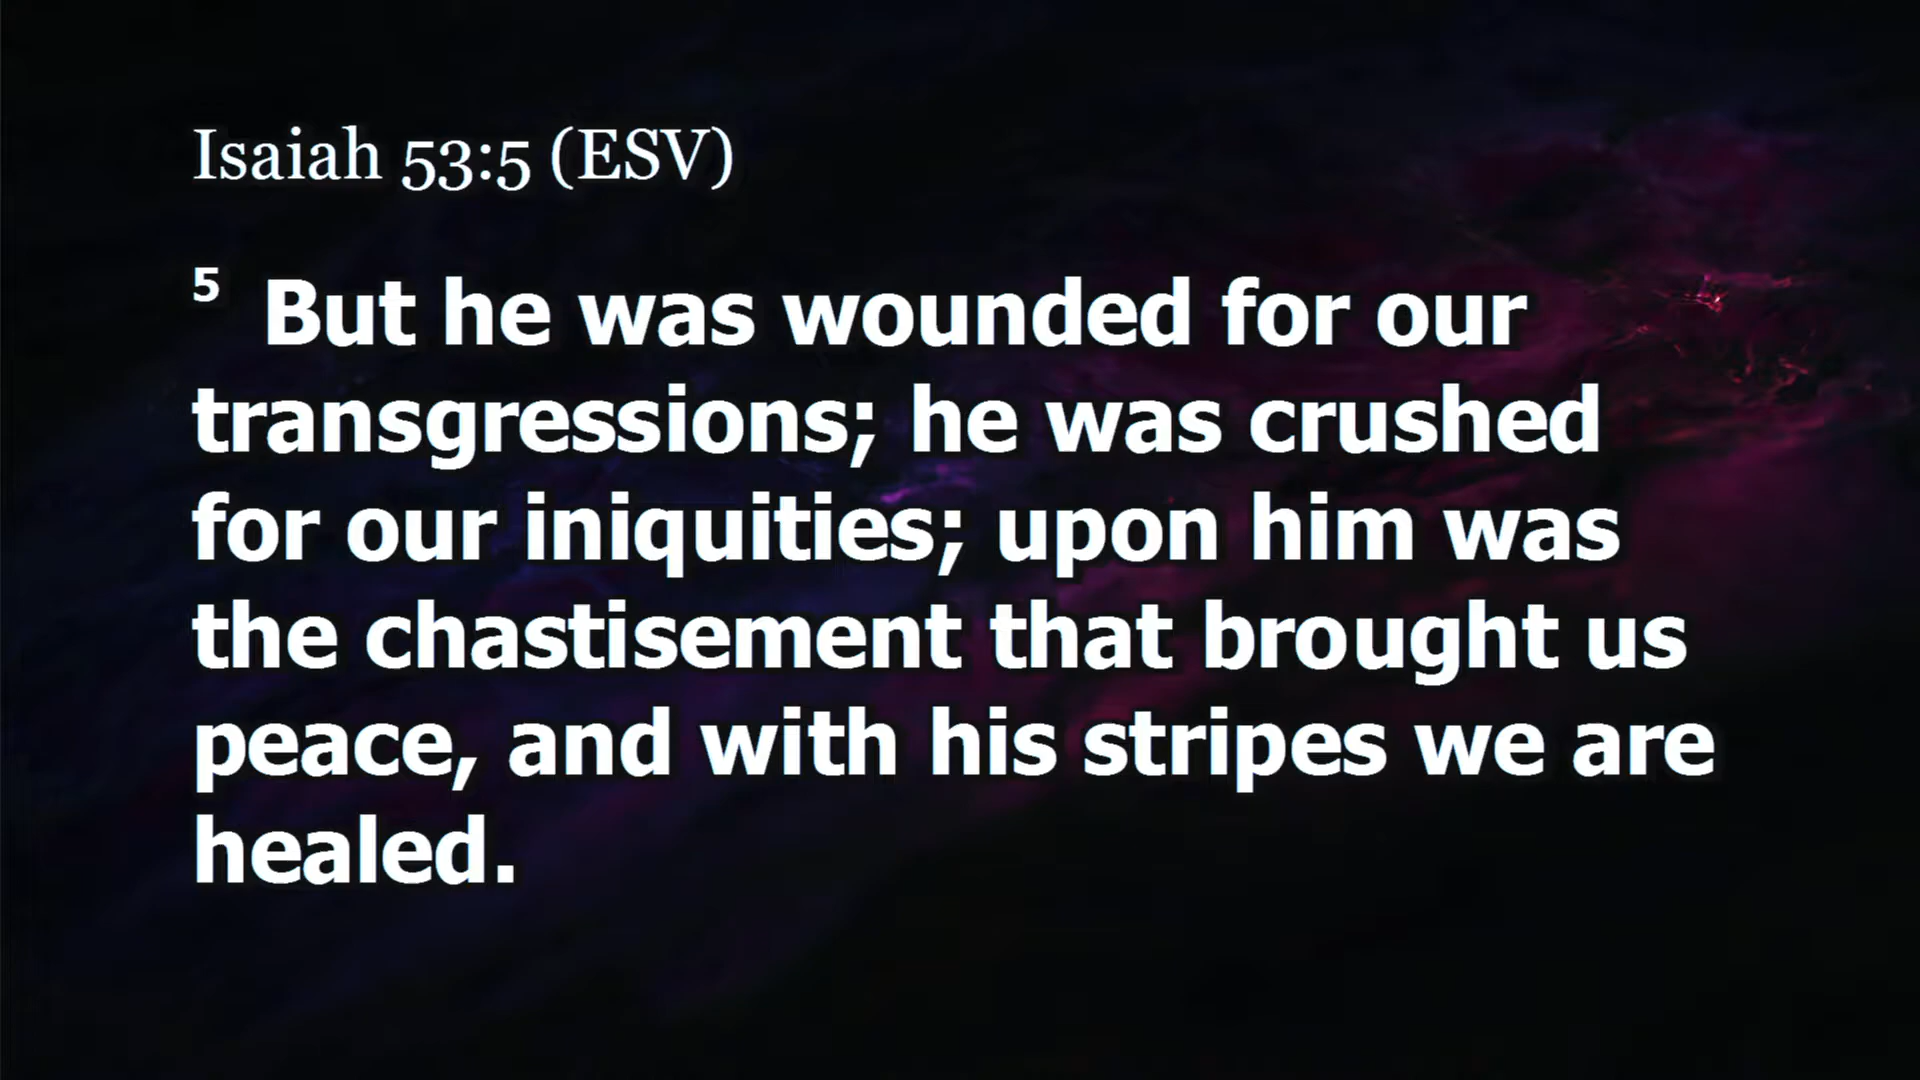 Isaiah 53:5 (ESV)
5 But he was wounded for our
transgressions; he was crushed
for our iniquities; upon him was
the chastisement that brought us
peace, and with his stripes we are
healed.